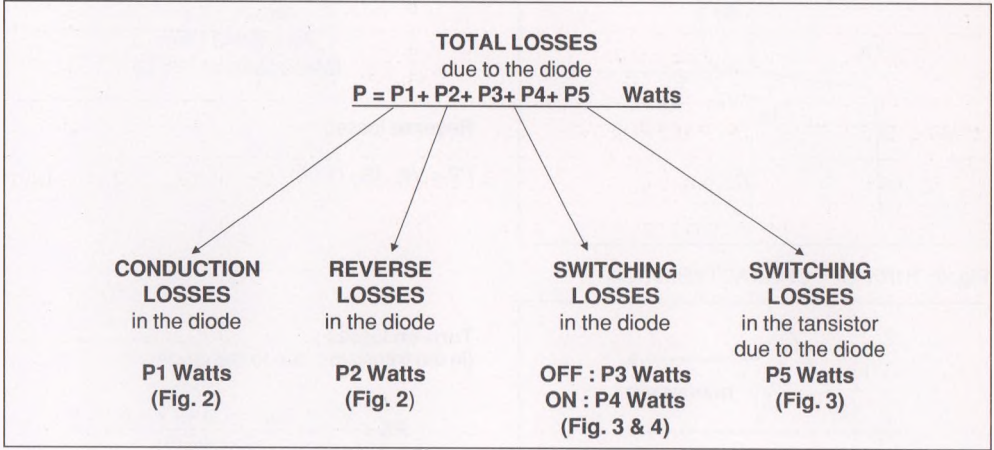 TOTAL LOSSES
due to the diode
P = P1+ P2+ P3+ P4+ P5 Watts
CONDUCTION
LOSSES
in the diode
P1 Watts
(Fig. 2)
REVERSE
LOSSES
in the diode
P2 Watts
(Fig. 2)
SWITCHING
LOSSES
in the diode
OFF : P3 Watts
ON : P4 Watts
(Fig. 3 & 4)
SWITCHING
LOSSES
in the tansistor
due to the diode
P5 Watts
(Fig. 3)